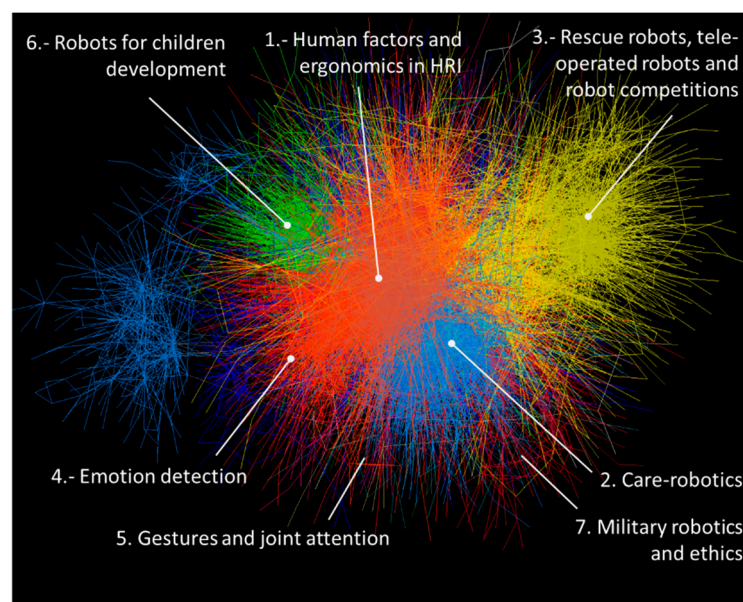 6.- Robots for children
development
1.- Human factors and
ergonomics in HRI
3.- Rescue robots, tele-
operated robots and
robot competitions
4.- Emotion detection
5. Gestures and joint attention
2. Care-robotics
7. Military robotics
and ethics